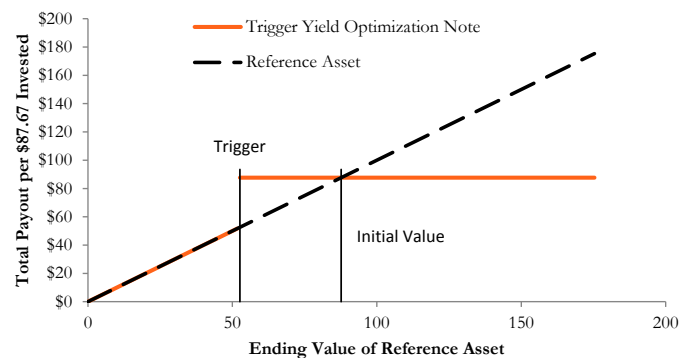 $200
$180
$160
$140
$120
$100
$80
$60
$40
$20
$0
Total Payout per $87.67 Invested
Trigger Yield Optimization Note
Reference Asset
Trigger
Initial Value
0
50
100
150
200
Ending Value of Reference Asset